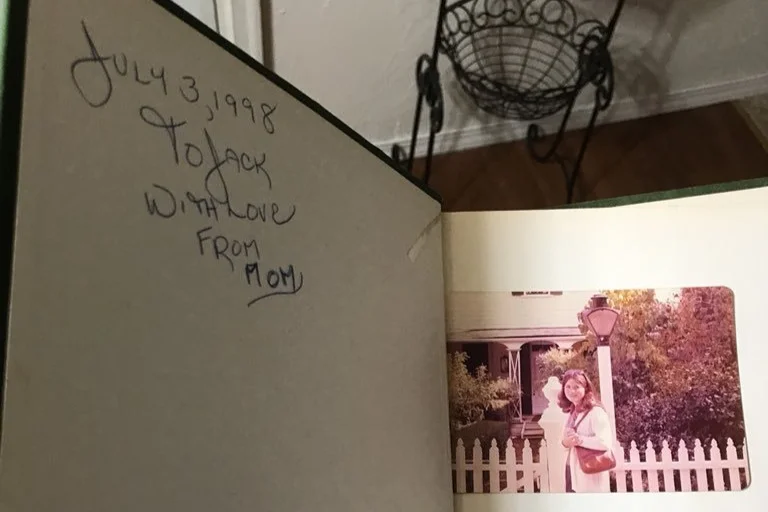 July 3, 1998
To Jack
With Love
From
Mom